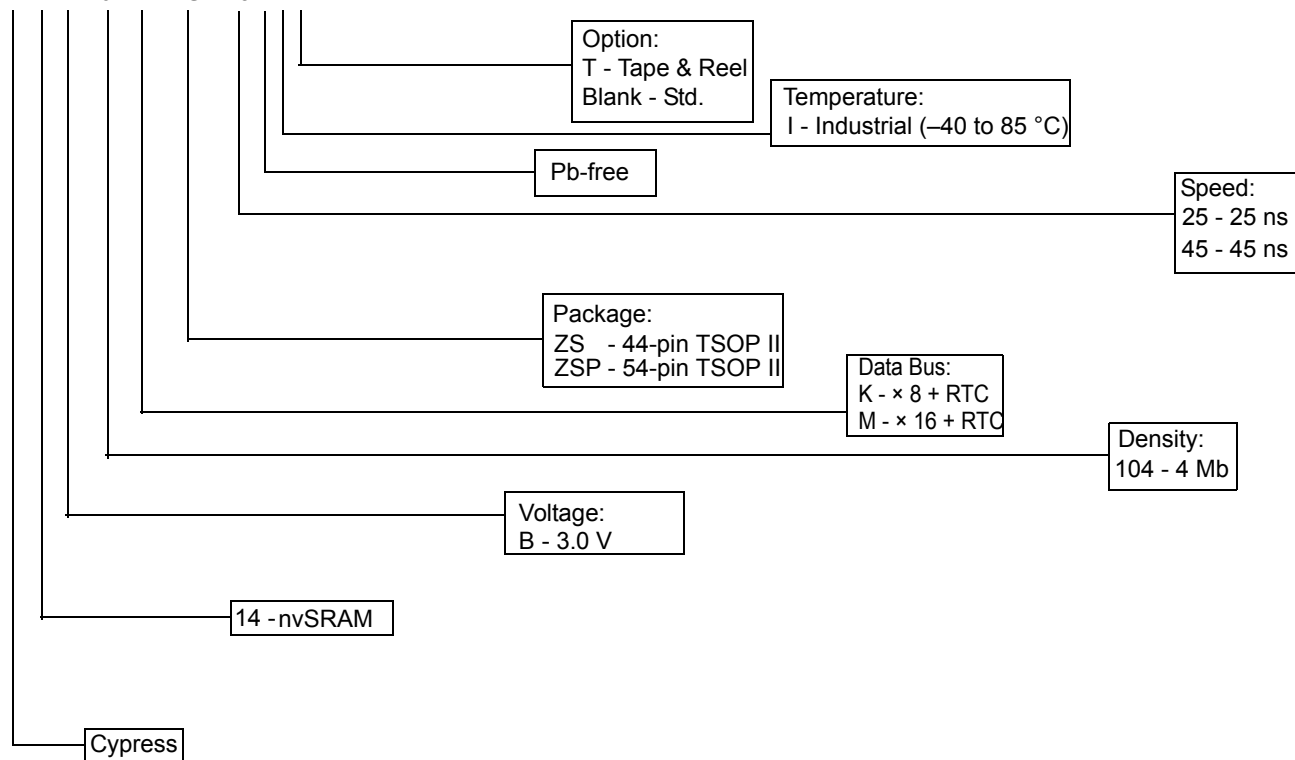 Option:
T - Tape & Reel
Blank - Std.
Temperature:
I - Industrial (–40 to 85 °C)
Pb-free
Speed:
25 - 25 ns
45 - 45 ns
Package:
ZS - 44-pin TSOP II
ZSP - 54-pin TSOP II
Data Bus:
K - × 8 + RTC
M - × 16 + RTC
Density:
104 - 4 Mb
Voltage:
B - 3.0 V
14 - nvSRAM
Cypress